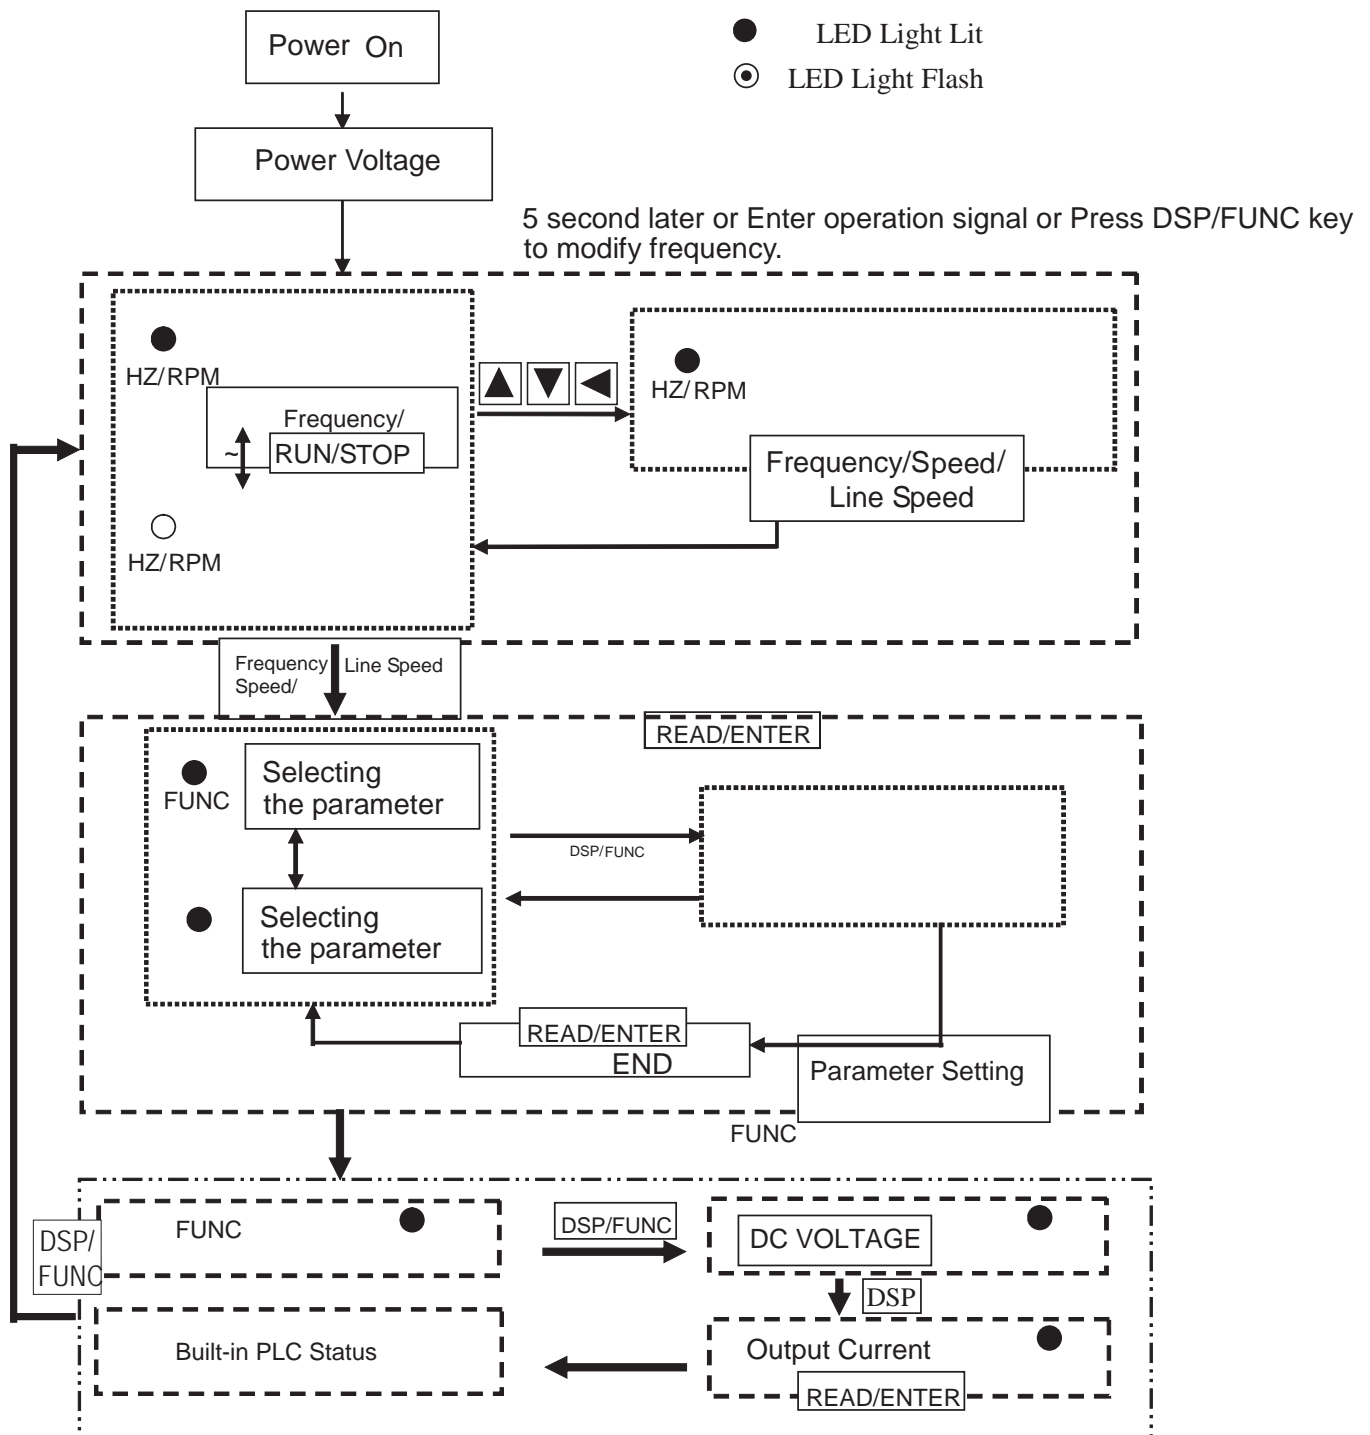 Power On
LED Light Lit
LED Light Flash
Power Voltage
5 second later or Enter operation signal or Press DSP/FUNC key
to modify frequency.
HZ/RPM
HZ/RPM
Frequency/
~
RUN/STOP
Frequency/Speed/
Line Speed
HZ/RPM
Frequency Line Speed
Speed/
READ/ENTER
Selecting
the parameter
FUNC
DSP/FUNC
Selecting
the parameter
READ/ENTER
END
Parameter Setting
FUNC
DSP/
FUNC
FUNC
DSP/FUNC
DC VOLTAGE
DSP
Built-in PLC Status
Output Current
READ/ENTER